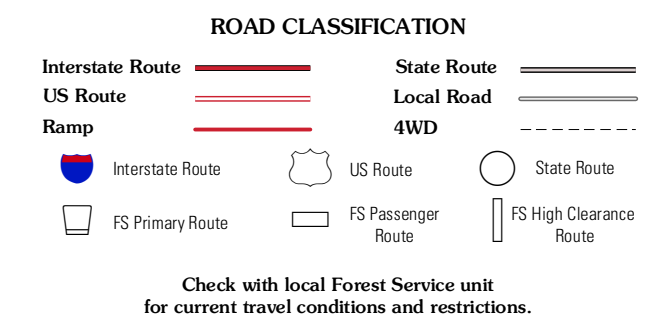 ROAD CLASSIFICATION
Interstate Route
State Route
US Route
Local Road
Ramp
4WD
Interstate Route
US Route
State Route
FS Primary Route
FS Passenger
Route
FS High Clearance
Route
Check with local Forest Service unit
for current travel conditions and restrictions.